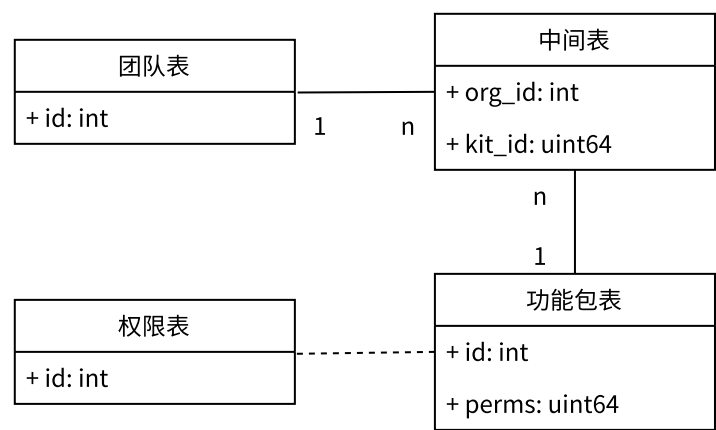 团队表
+ id: int
中间表
+ org_id: int
+ kit_id: uint64
1
n
n
1
权限表
+ id: int
功能包表
+ id: int
+ perms: uint64